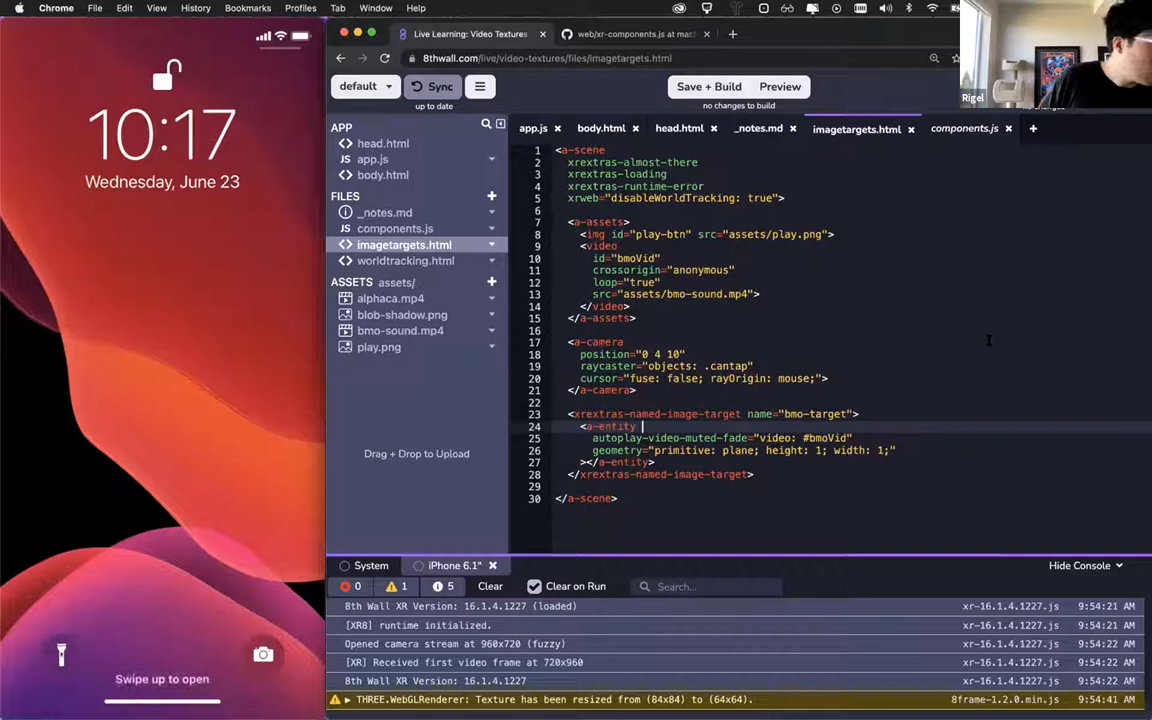 Chrome File Edit View History Bookmarks Profiles Tab Window Help
10:17
Wednesday, June 23
Swipe up to open
Live Learning: Video Textures
web/xr-components.js at mas
8thwall.com/live/video-textures/files/imagetargets.html
Rigel
default
Sync
up to date
Save + Build
Preview
no changes to build
APP
head.html
JS app.js
body.html
FILES
_notes.md
JS components.js
imagetargets.html
worldtracking.html
ASSETS assets/
alphaca.mp4
blob-shadow.png
bmo-sound.mp4
play.png
Drag + Drop to Upload
app.js body.html head.html _notes.md imagetargets.html components.js
1 <a-scene
2 xrextras-almost-there
3 xrextras-loading
4 xrextras-runtime-error
5 xrweb="disableWorldTracking: true">
6
7 <a-assets>
8 <img id="play-btn" src="assets/play.png">
9 <video
10 id="bmoVid"
11 crossorigin="anonymous"
12 loop="true"
13 src="assets/bmo-sound.mp4">
14 </video>
15 </a-assets>
16
17 <a-camera
18 position="0 4 10"
19 raycaster="objects: .cantap"
20 cursor="fuse: false; rayOrigin: mouse;">
21 </a-camera>
22
23 <xrextras-named-image-target name="bmo-target">
24 <a-entity
25 autoplay-video-muted-fade="video: #bmoVid"
26 geometry="primitive: plane; height: 1; width: 1;"
27 ></a-entity>
28 </xrextras-named-image-target>
29
30 </a-scene>
System
iPhone 6.1"
Hide Console
0
1
5
Clear
Clear on Run
Search...
8th Wall XR Version: 16.1.4.1227 (loaded) xr-16.1.4.1227.js 9:54:21 AM
[XR8] runtime initialized. xr-16.1.4.1227.js 9:54:21 AM
Opened camera stream at 960x720 (fuzzy) xr-16.1.4.1227.js 9:54:22 AM
[XR] Received first video frame at 720x960 xr-16.1.4.1227.js 9:54:22 AM
8th Wall XR Version: 16.1.4.1227 xr-16.1.4.1227.js 9:54:22 AM
THREE.WebGLRenderer: Texture has been resized from (84x84) to (64x64). 8frame-1.2.0.min.js 9:54:41 AM